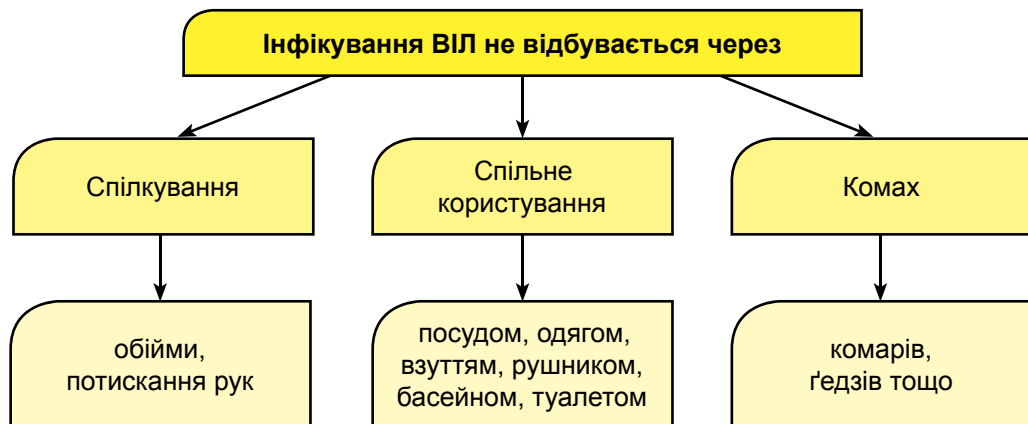 Інфікування ВІЛ не відбувається через
Спілкування
Спільне
користування
Комах
обійми,
потискання рук
посудом, одягом,
взуттям, рушником,
басейном, туалетом
комарів,
ґедзів тощо